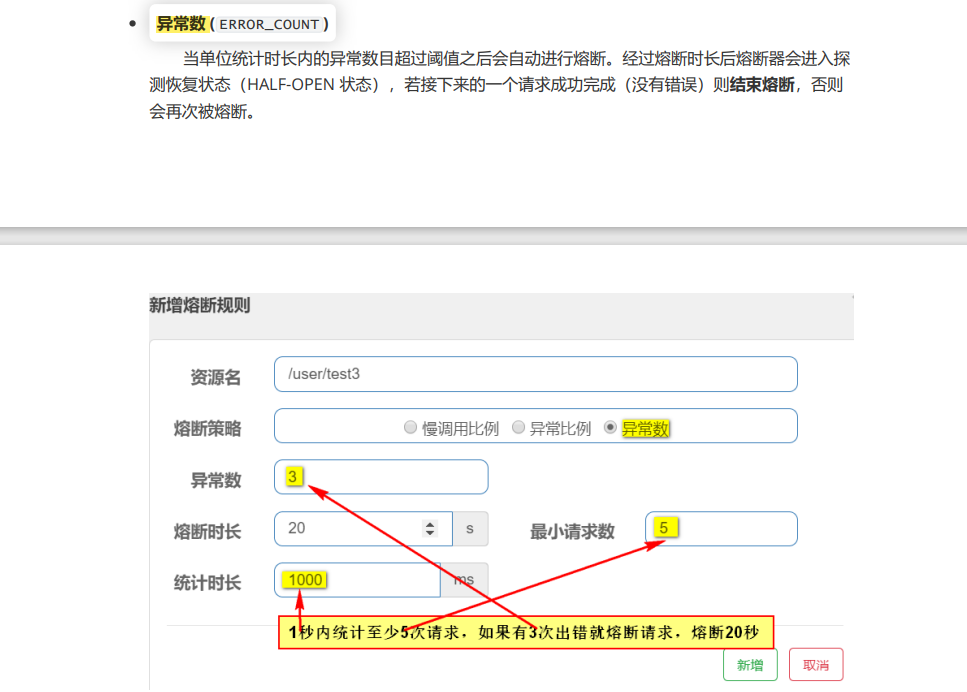 异常数 ( ERROR_COUNT )
当单位统计时长内的异常数目超过阈值之后会自动进行熔断。经过熔断时长后熔断器会进入探
测恢复状态（HALF-OPEN 状态），若接下来的一个请求成功完成（没有错误）则结束熔断，否则
会再次被熔断。
新增熔断规则
资源名 /user/test3
熔断策略 慢调用比例 异常比例 异常数
异常数 3
熔断时长 20 s 最小请求数 5
统计时长 1000 ms
1秒内统计至少5次请求，如果有3次出错就熔断请求，熔断20秒
新增 取消